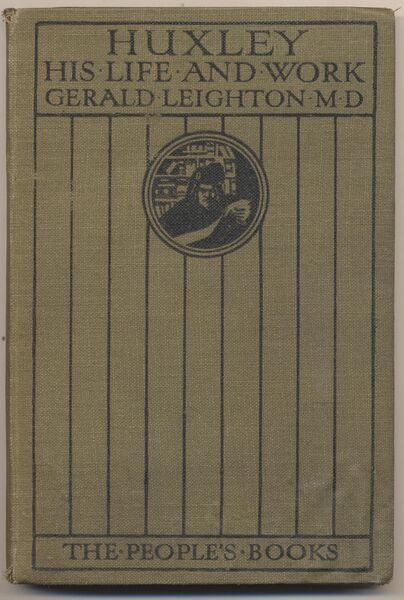 HUXLEY
HIS·LIFE·AND·WORK
GERALD·LEIGHTON·M·D
THE·PEOPLE'S·BOOKS